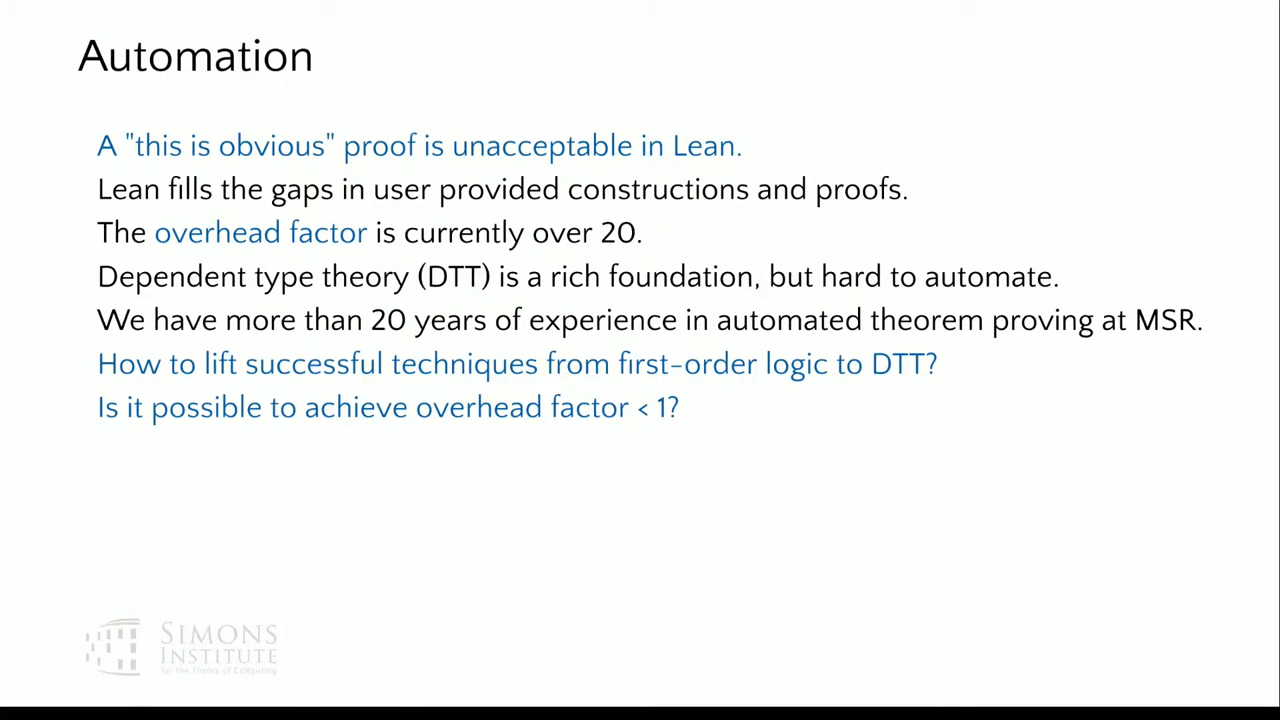 Automation
A "this is obvious" proof is unacceptable in Lean.
Lean fills the gaps in user provided constructions and proofs.
The overhead factor is currently over 20.
Dependent type theory (DTT) is a rich foundation, but hard to automate.
We have more than 20 years of experience in automated theorem proving at MSR.
How to lift successful techniques from first-order logic to DTT?
Is it possible to achieve overhead factor < 1?
SIMONS
INSTITUTE
for the Theory of Computing